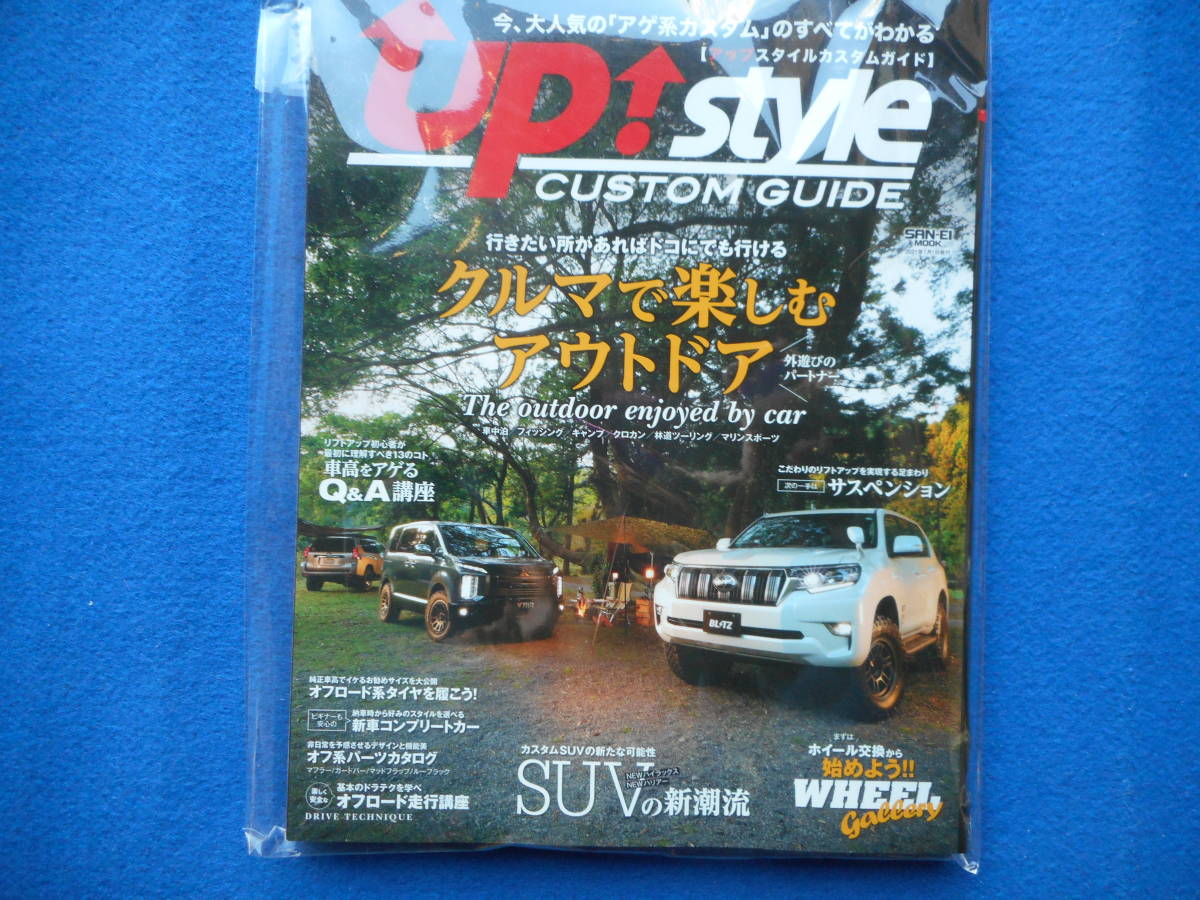 今、大人気の「アゲ系カスタム」のすべてがわかる
【アップスタイルカスタムガイド】
UP! style
CUSTOM GUIDE
SAN-EI
MOOK
行きたい所があればドコにでも行ける
クルマで楽しむ
アウトドア
外遊びの
パートナー
The outdoor enjoyed by car
車中泊/フィッシング/キャンプ/クロカン/林道ツーリング/マリンスポーツ
リフトアップ初心者が
最初に理解すべき13のコト
車高をアゲる
Q&A講座
こだわりのリフトアップを実現する足まわり
次の一手は
サスペンション
BLITZ
純正車高でイケるお勧めサイズを大公開
オフロード系タイヤを履こう!
ビギナーも
安心の
納車時から好みのスタイルを選べる
新車コンプリートカー
非日常を予感させるデザインと機能美
オフ系パーツカタログ
マフラー/ガードバー/マッドフラップ/ルーフラック
楽しく
安全な
基本のドラテクを学べ
オフロード走行講座
DRIVE TECHNIQUE
カスタムSUVの新たな可能性
SUVの新潮流
NEWハイラックス
NEWハリアー
まずは
ホイール交換から
始めよう!!
WHEEL
Gallery